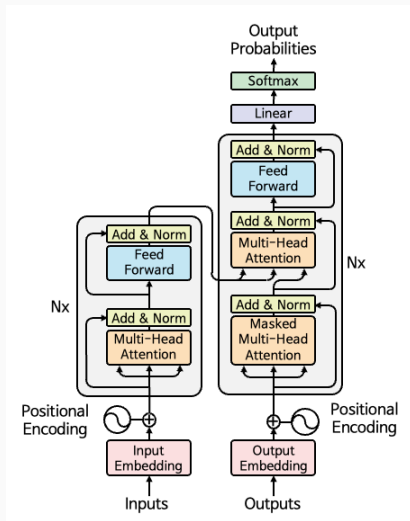 Output
Probabilities
Softmax
Linear
Add & Norm
Feed
Forward
Add & Norm
Multi-Head
Attention
Nx
Add & Norm
Masked
Multi-Head
Attention
Add & Norm
Feed
Forward
Nx
Add & Norm
Multi-Head
Attention
Positional
Encoding
Positional
Encoding
Input
Embedding
Output
Embedding
Inputs
Outputs